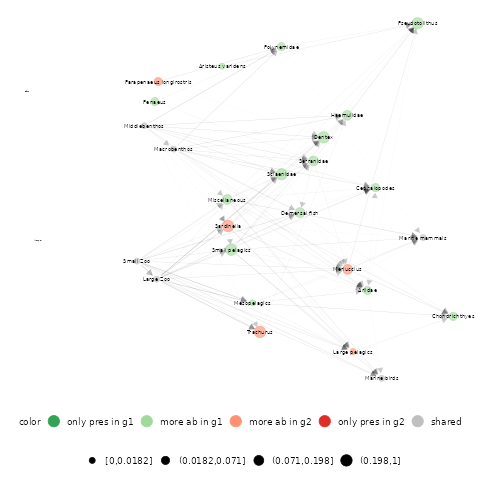 Pseudotolithus
Polynemidae
Aristeus varidens
Parapenaeus longirostris
Penaeus
Haemulidae
Middlebenthos
Dentex
Macrobenthos
Serranidae
Sciaenidae
Cephalopodes
Miscellaneous
Demersal fish
Sardinella
Marine mammals
Small pelagics
Small Zoo
Merluccius
Large Zoo
Ariidae
Mesopelagics
Chondrichthyes
Trachurus
Large pelagics
Marine birds
color only pres in g1 more ab in g1 more ab in g2 only pres in g2 shared
[0,0.0182] (0.0182,0.071] (0.071,0.198] (0.198,1]